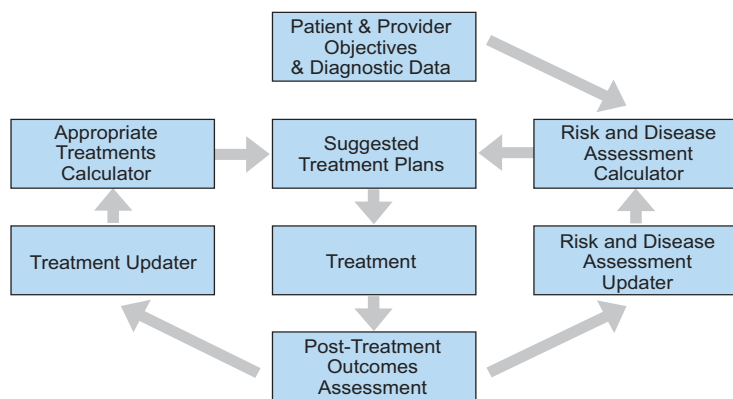 Patient & Provider
Objectives
& Diagnostic Data
Appropriate
Treatments
Calculator
Suggested
Treatment Plans
Risk and Disease
Assessment
Calculator
Treatment Updater
Treatment
Risk and Disease
Assessment
Updater
Post-Treatment
Outcomes
Assessment